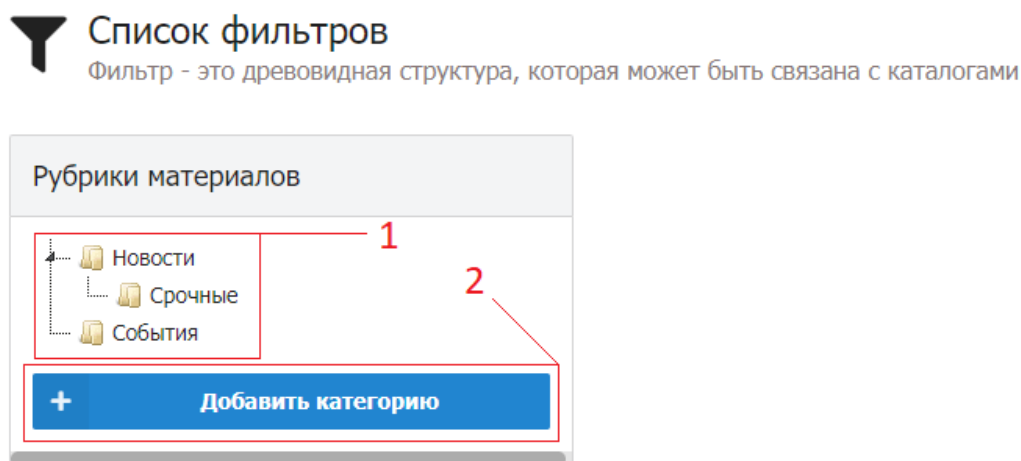 Список фильтров
Фильтр - это древовидная структура, которая может быть связана с каталогами
Рубрики материалов
1
Новости
2
Срочные
События
+ Добавить категорию